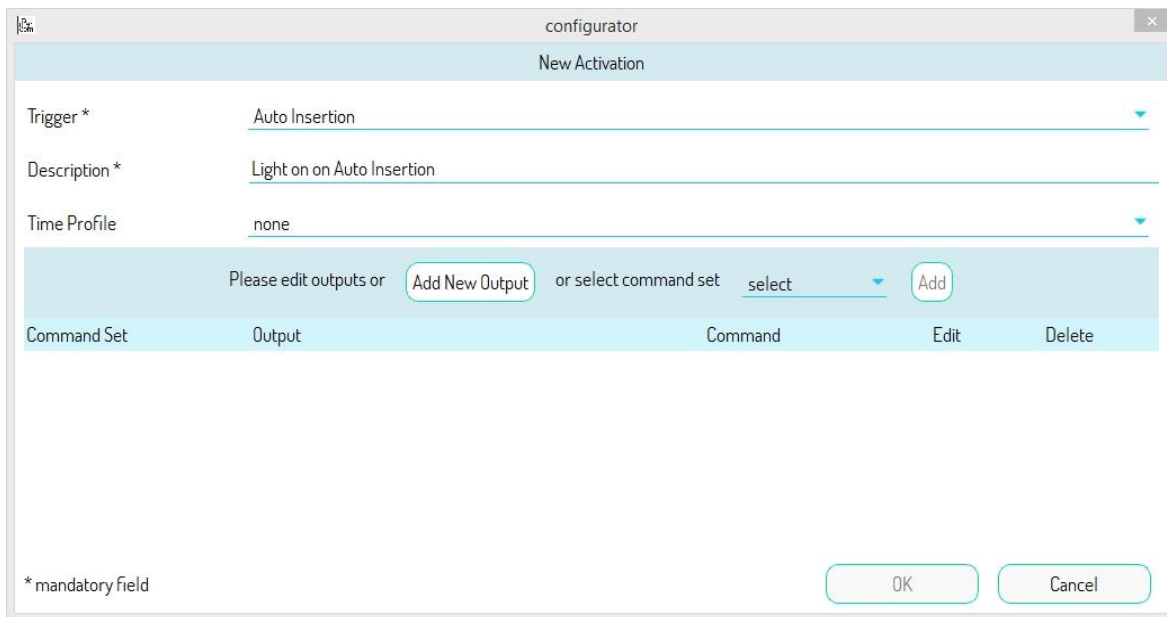 configurator
New Activation
Trigger * Auto Insertion
Description * Light on on Auto Insertion
Time Profile none
Please edit outputs or Add New Output or select command set select Add
Command Set Output Command Edit Delete
* mandatory field OK Cancel